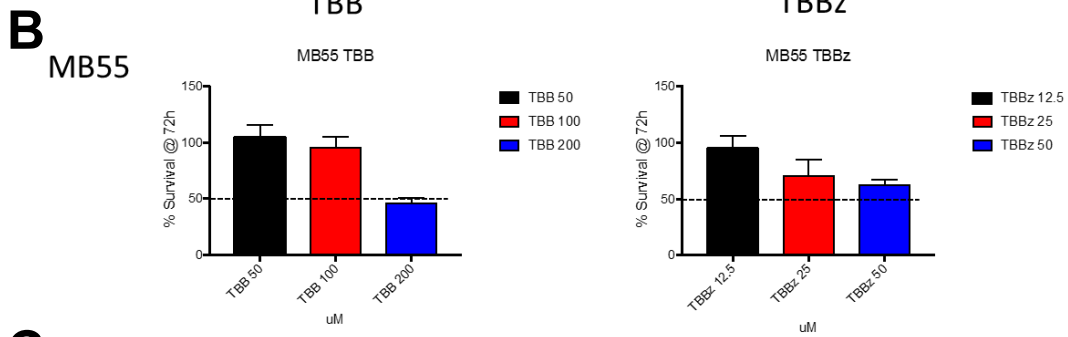 TBB
TBBz
B
MB55
MB55 TBB
150
100
50
0
% Survival @ 72h
TBB 50
TBB 100
TBB 200
TBB 50
TBB 100
TBB 200
uM
MB55 TBBz
150
100
50
0
% Survival @ 72h
TBBz 12.5
TBBz 25
TBBz 50
TBBz 12.5
TBBz 25
TBBz 50
uM